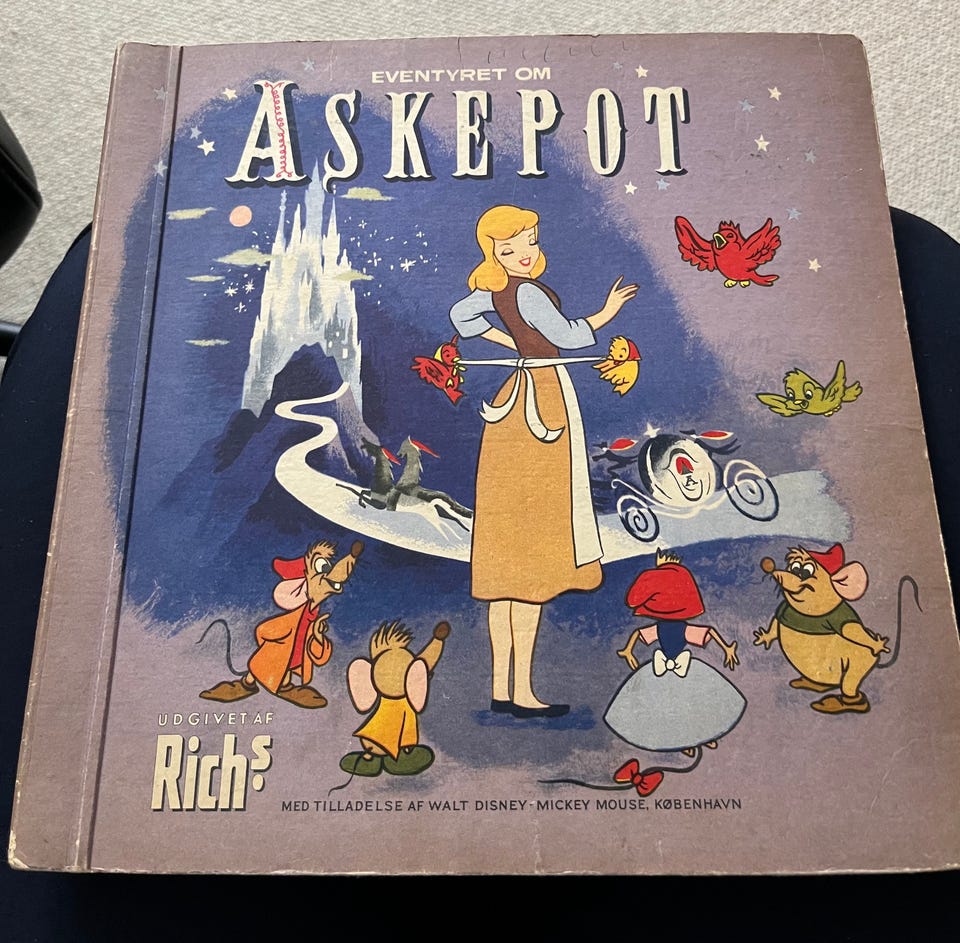 EVENTYRET OM
ASKEPOT
A
UDGIVET AF
Richs.
MED TILLADELSE AF WALT DISNEY-MICKEY MOUSE, KØBENHAVN